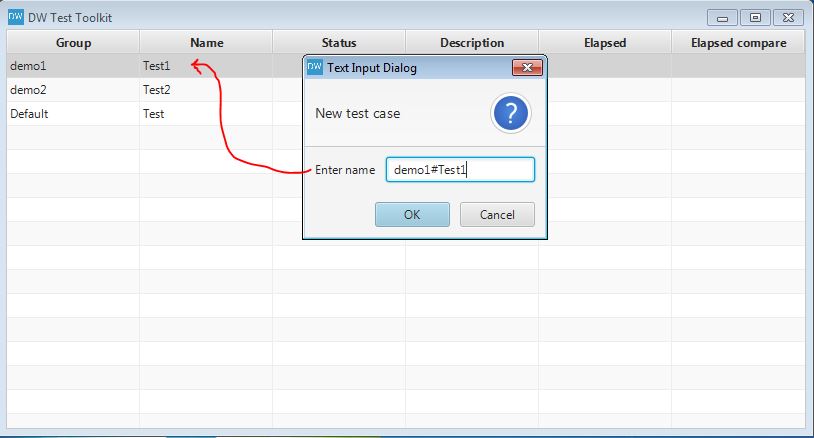 DW DW Test Toolkit
Group Name Status Description Elapsed Elapsed compare
demo1 Test1
demo2 Test2
Default Test
DW Text Input Dialog
New test case ?
Enter name demo1#Test1
OK Cancel